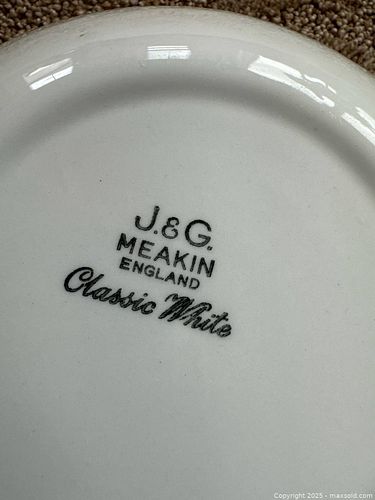 J.&G.
MEAKIN
ENGLAND
Classic White
Copyright 2025 - maxsold.com